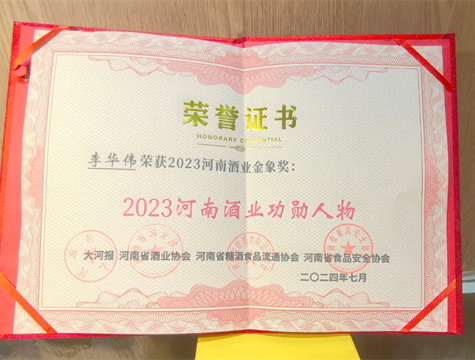 荣誉证书
HONORARY CREDENTIAL
李华伟荣获2023河南酒业金象奖：
2023河南酒业功勋人物
大河报 河南省酒业协会 河南省糖酒食品流通协会 河南省食品安全协会
二〇二四年七月